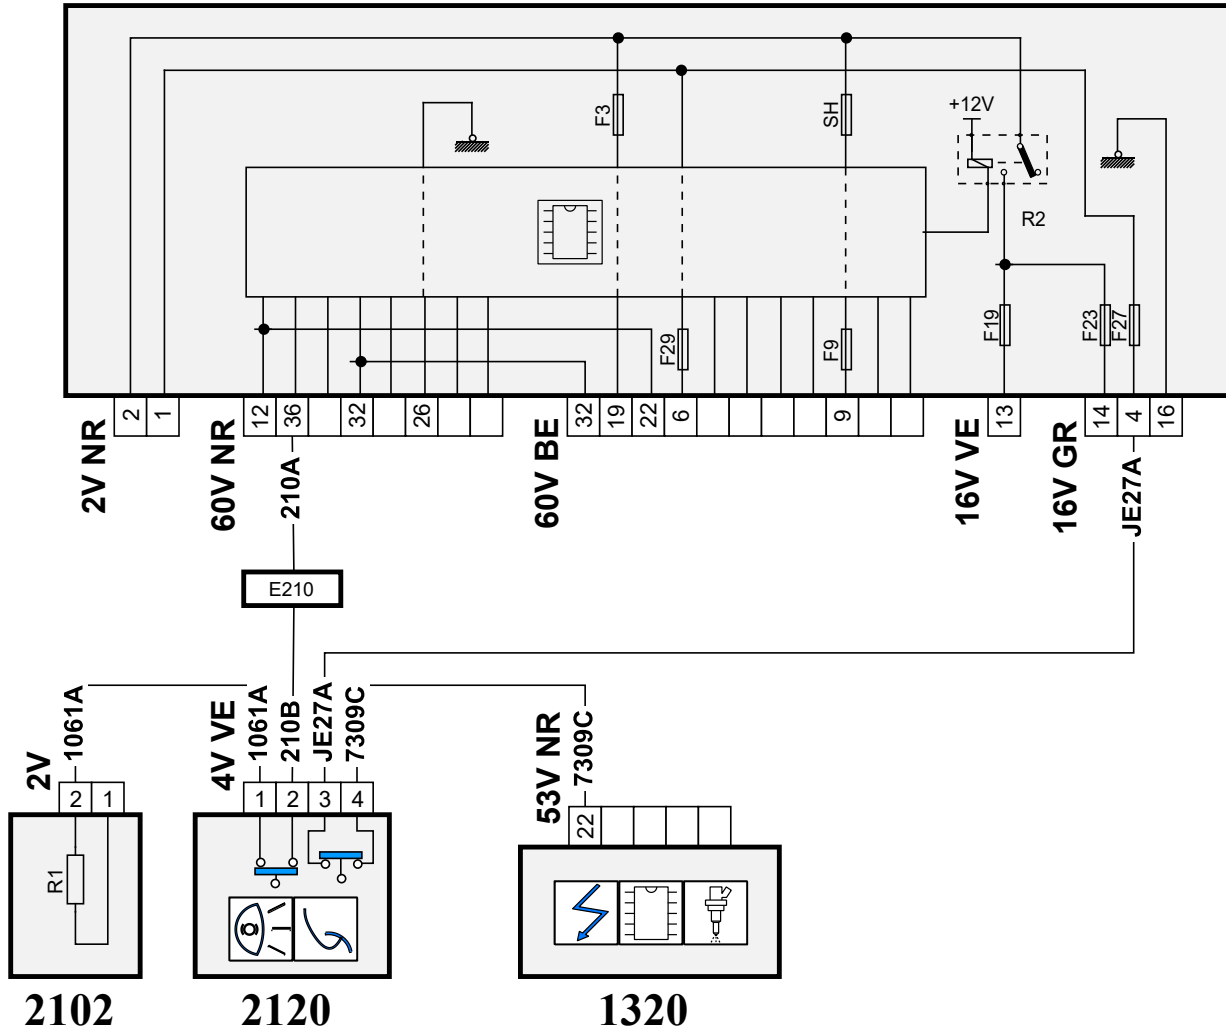 F3
SH
+12V
R2
F29
F9
F19
F23
F27
2V NR
2
1
60V NR
12
36
32
26
60V BE
32
19
22
6
9
16V VE
13
16V GR
14
4
16
210A
JE27A
E210
2V
1061A
4V VE
1061A
210B
JE27A
7309C
53V NR
7309C
2
1
1
2
3
4
22
R1
2102
2120
1320